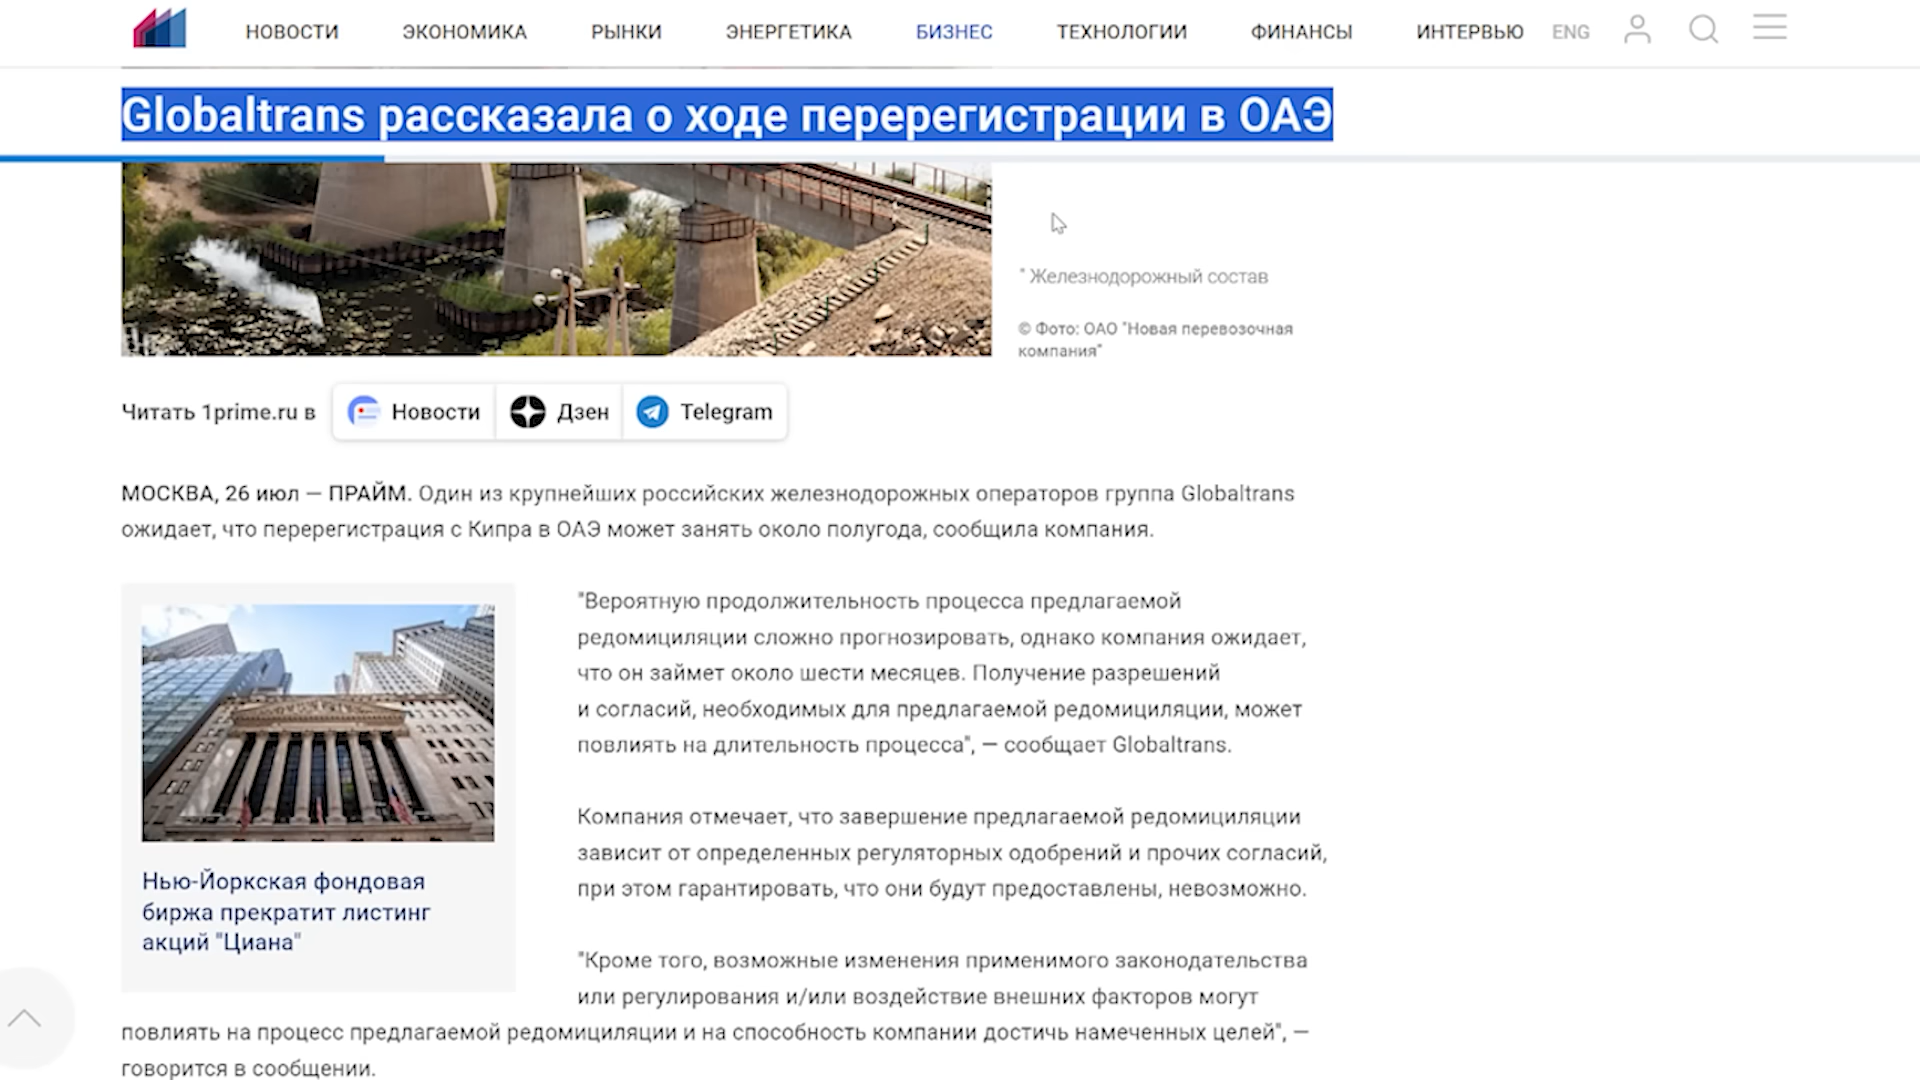 НОВОСТИ ЭКОНОМИКА РЫНКИ ЭНЕРГЕТИКА БИЗНЕС ТЕХНОЛОГИИ ФИНАНСЫ ИНТЕРВЬЮ ENG
Globaltrans рассказала о ходе перерегистрации в ОАЭ
" Железнодорожный состав
© Фото: ОАО "Новая перевозочная
компания"
Читать 1prime.ru в Новости Дзен Telegram
МОСКВА, 26 июл — ПРАЙМ. Один из крупнейших российских железнодорожных операторов группа Globaltrans
ожидает, что перерегистрация с Кипра в ОАЭ может занять около полугода, сообщила компания.
"Вероятную продолжительность процесса предлагаемой
редомициляции сложно прогнозировать, однако компания ожидает,
что он займет около шести месяцев. Получение разрешений
и согласий, необходимых для предлагаемой редомициляции, может
повлиять на длительность процесса", — сообщает Globaltrans.
Нью-Йоркская фондовая
биржа прекратит листинг
акций "Циана"
Компания отмечает, что завершение предлагаемой редомициляции
зависит от определенных регуляторных одобрений и прочих согласий,
при этом гарантировать, что они будут предоставлены, невозможно.
"Кроме того, возможные изменения применимого законодательства
или регулирования и/или воздействие внешних факторов могут
повлиять на процесс предлагаемой редомициляции и на способность компании достичь намеченных целей", —
говорится в сообщении.